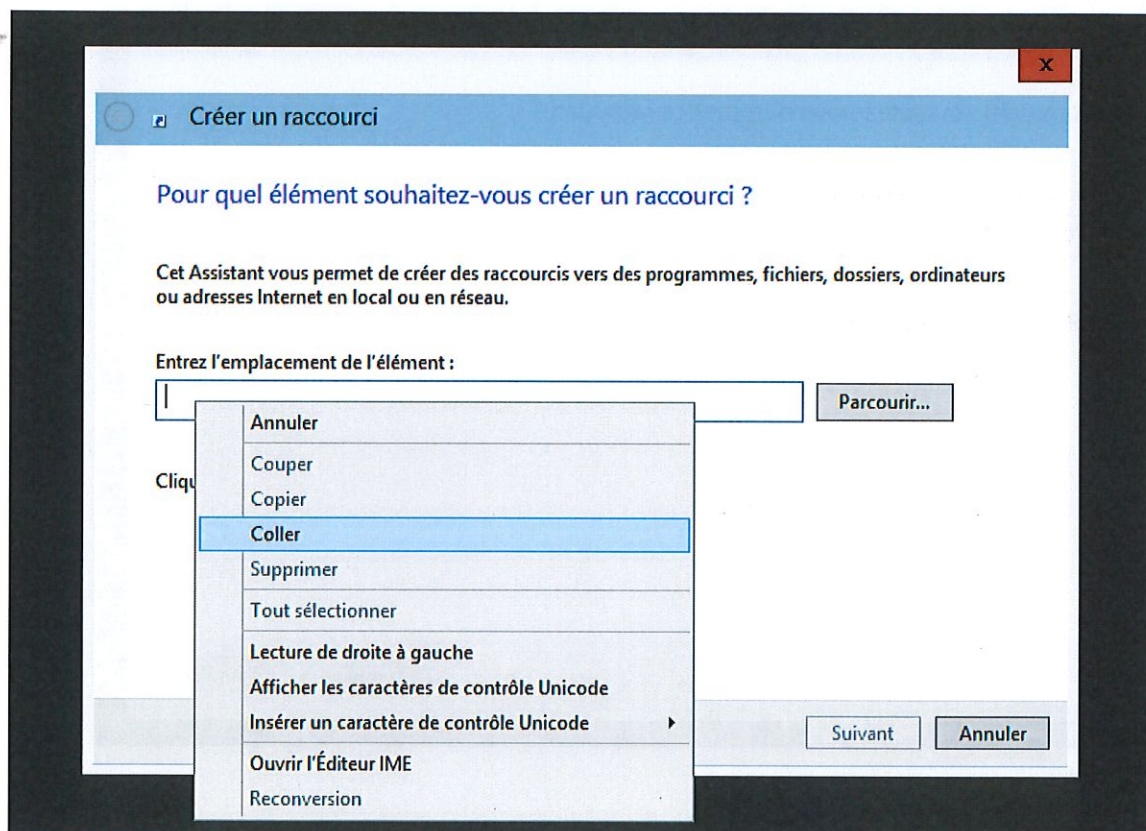 x
Créer un raccourci
Pour quel élément souhaitez-vous créer un raccourci ?
Cet Assistant vous permet de créer des raccourcis vers des programmes, fichiers, dossiers, ordinateurs
ou adresses Internet en local ou en réseau.
Entrez l'emplacement de l'élément :
Parcourir...
Cliqu
Annuler
Couper
Copier
Coller
Supprimer
Tout sélectionner
Lecture de droite à gauche
Afficher les caractères de contrôle Unicode
Insérer un caractère de contrôle Unicode
Ouvrir l'Éditeur IME
Reconversion
Suivant
Annuler